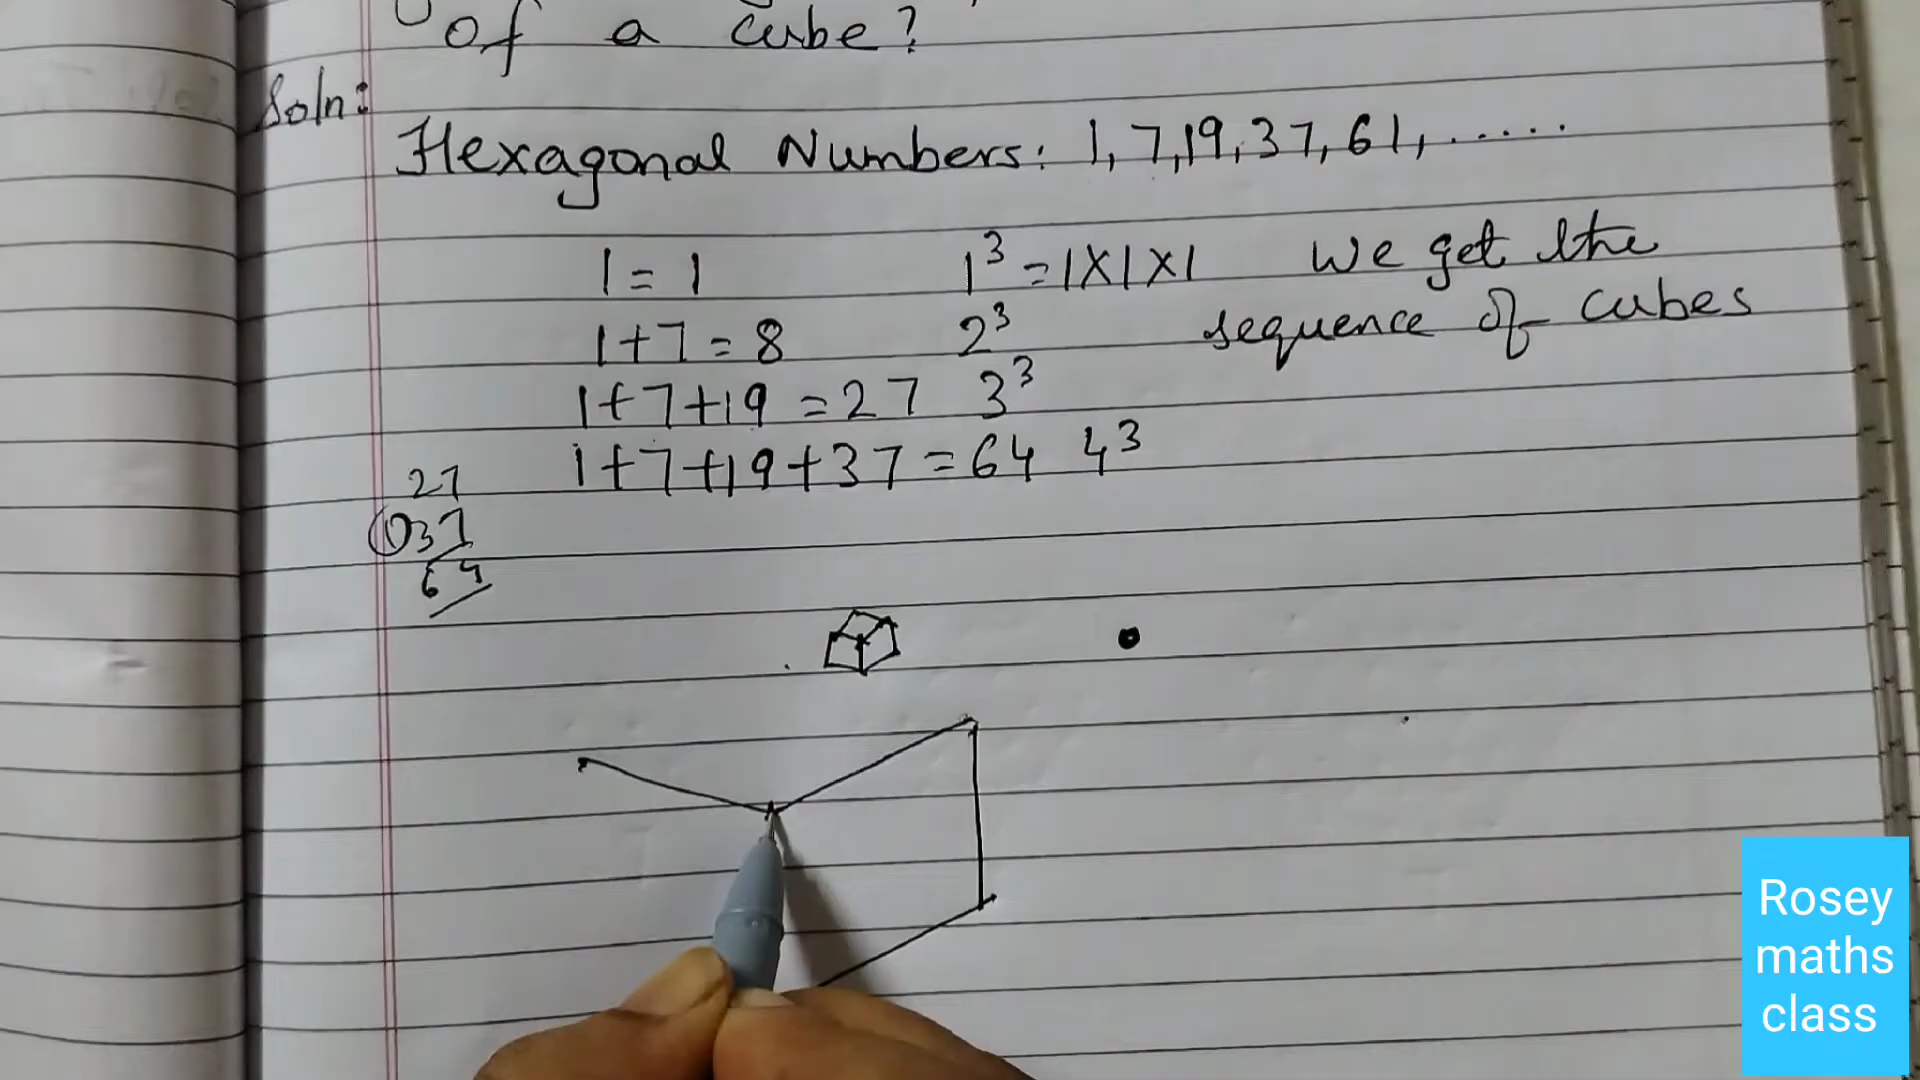 of a cube?
Soln:
Hexagonal Numbers: 1, 7, 19, 37, 61, .....
1 = 1 1³ = 1×1×1 We get the
1+7 = 8 2³ sequence of cubes
1+7+19 = 27 3³
1+7+19+37 = 64 4³
27
①37
64
Rosey
maths
class